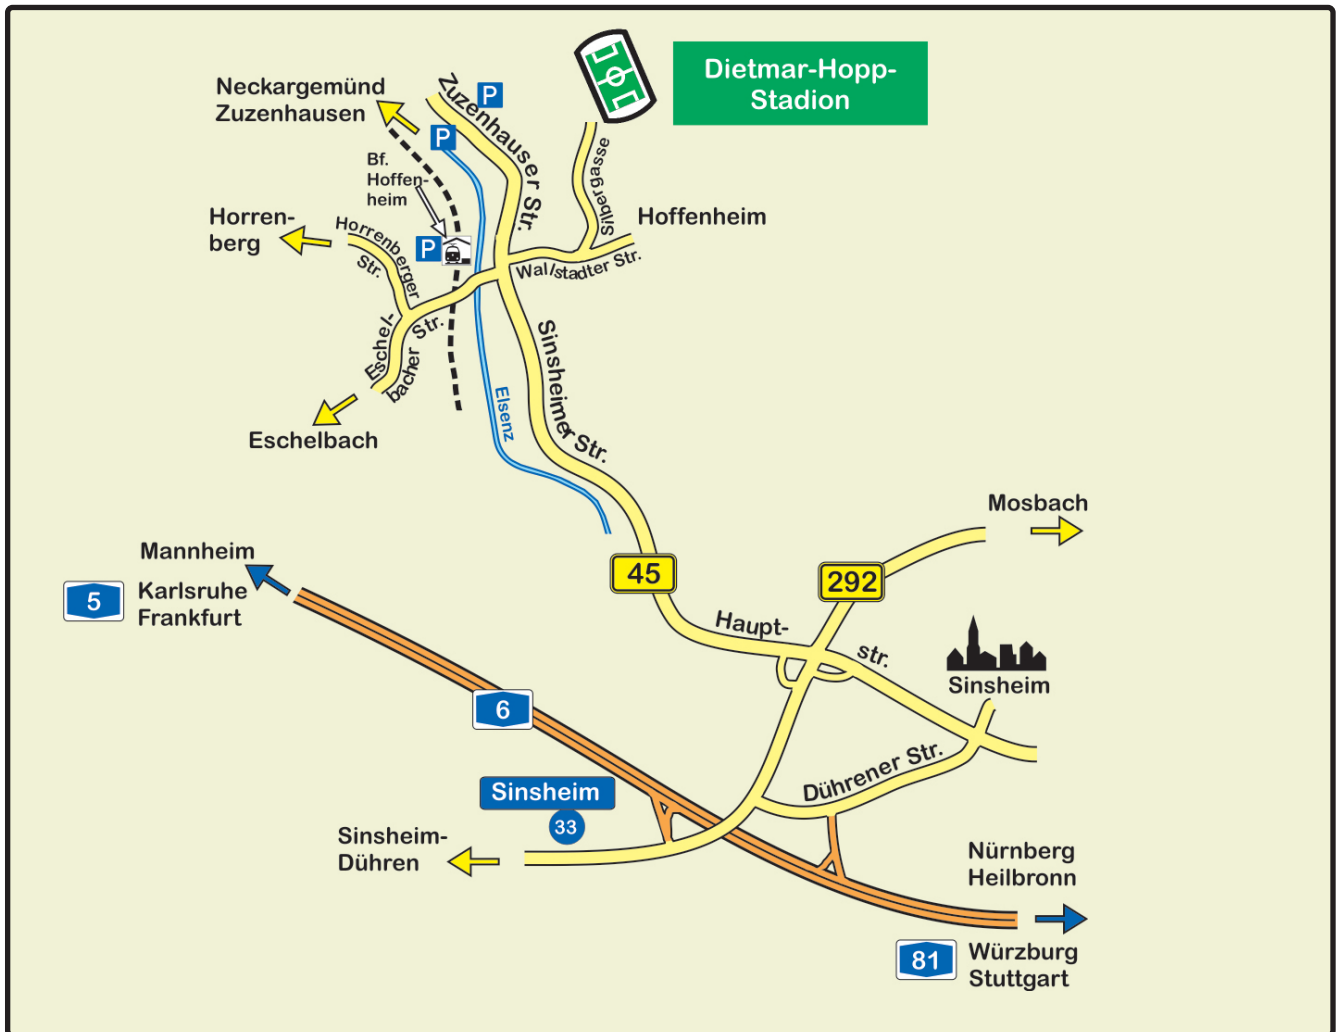 Dietmar-Hopp-
Stadion
Neckargemünd
Zuzenhausen
P
Zuzenhauser Str.
P
Bf.
Hoffen-
heim
Silbergasse
Horren-
berg
Horrenberger
Str.
P
Hoffenheim
Wal/stadter Str.
Eschel-
bacher Str.
Sinsheimer Str.
Elsenz
Eschelbach
Mosbach
Mannheim
5
Karlsruhe
Frankfurt
45
292
Haupt-
str.
Sinsheim
6
Dührener Str.
Sinsheim
33
Sinsheim-
Dühren
Nürnberg
Heilbronn
81
Würzburg
Stuttgart